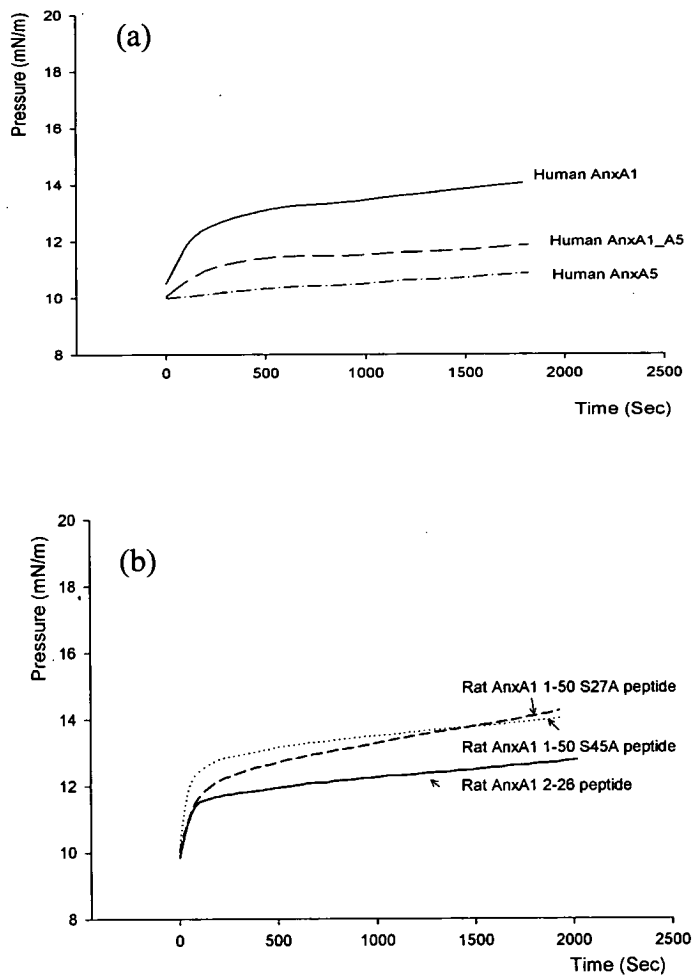 (a)
Pressure (mN/m)
20
18
16
14
12
10
8
Human AnxA1
Human AnxA1_A5
Human AnxA5
0 500 1000 1500 2000 2500
Time (Sec)
(b)
Pressure (mN/m)
20
18
16
14
12
10
8
Rat AnxA1 1-50 S27A peptide
Rat AnxA1 1-50 S45A peptide
Rat AnxA1 2-26 peptide
0 500 1000 1500 2000 2500
Time (Sec)